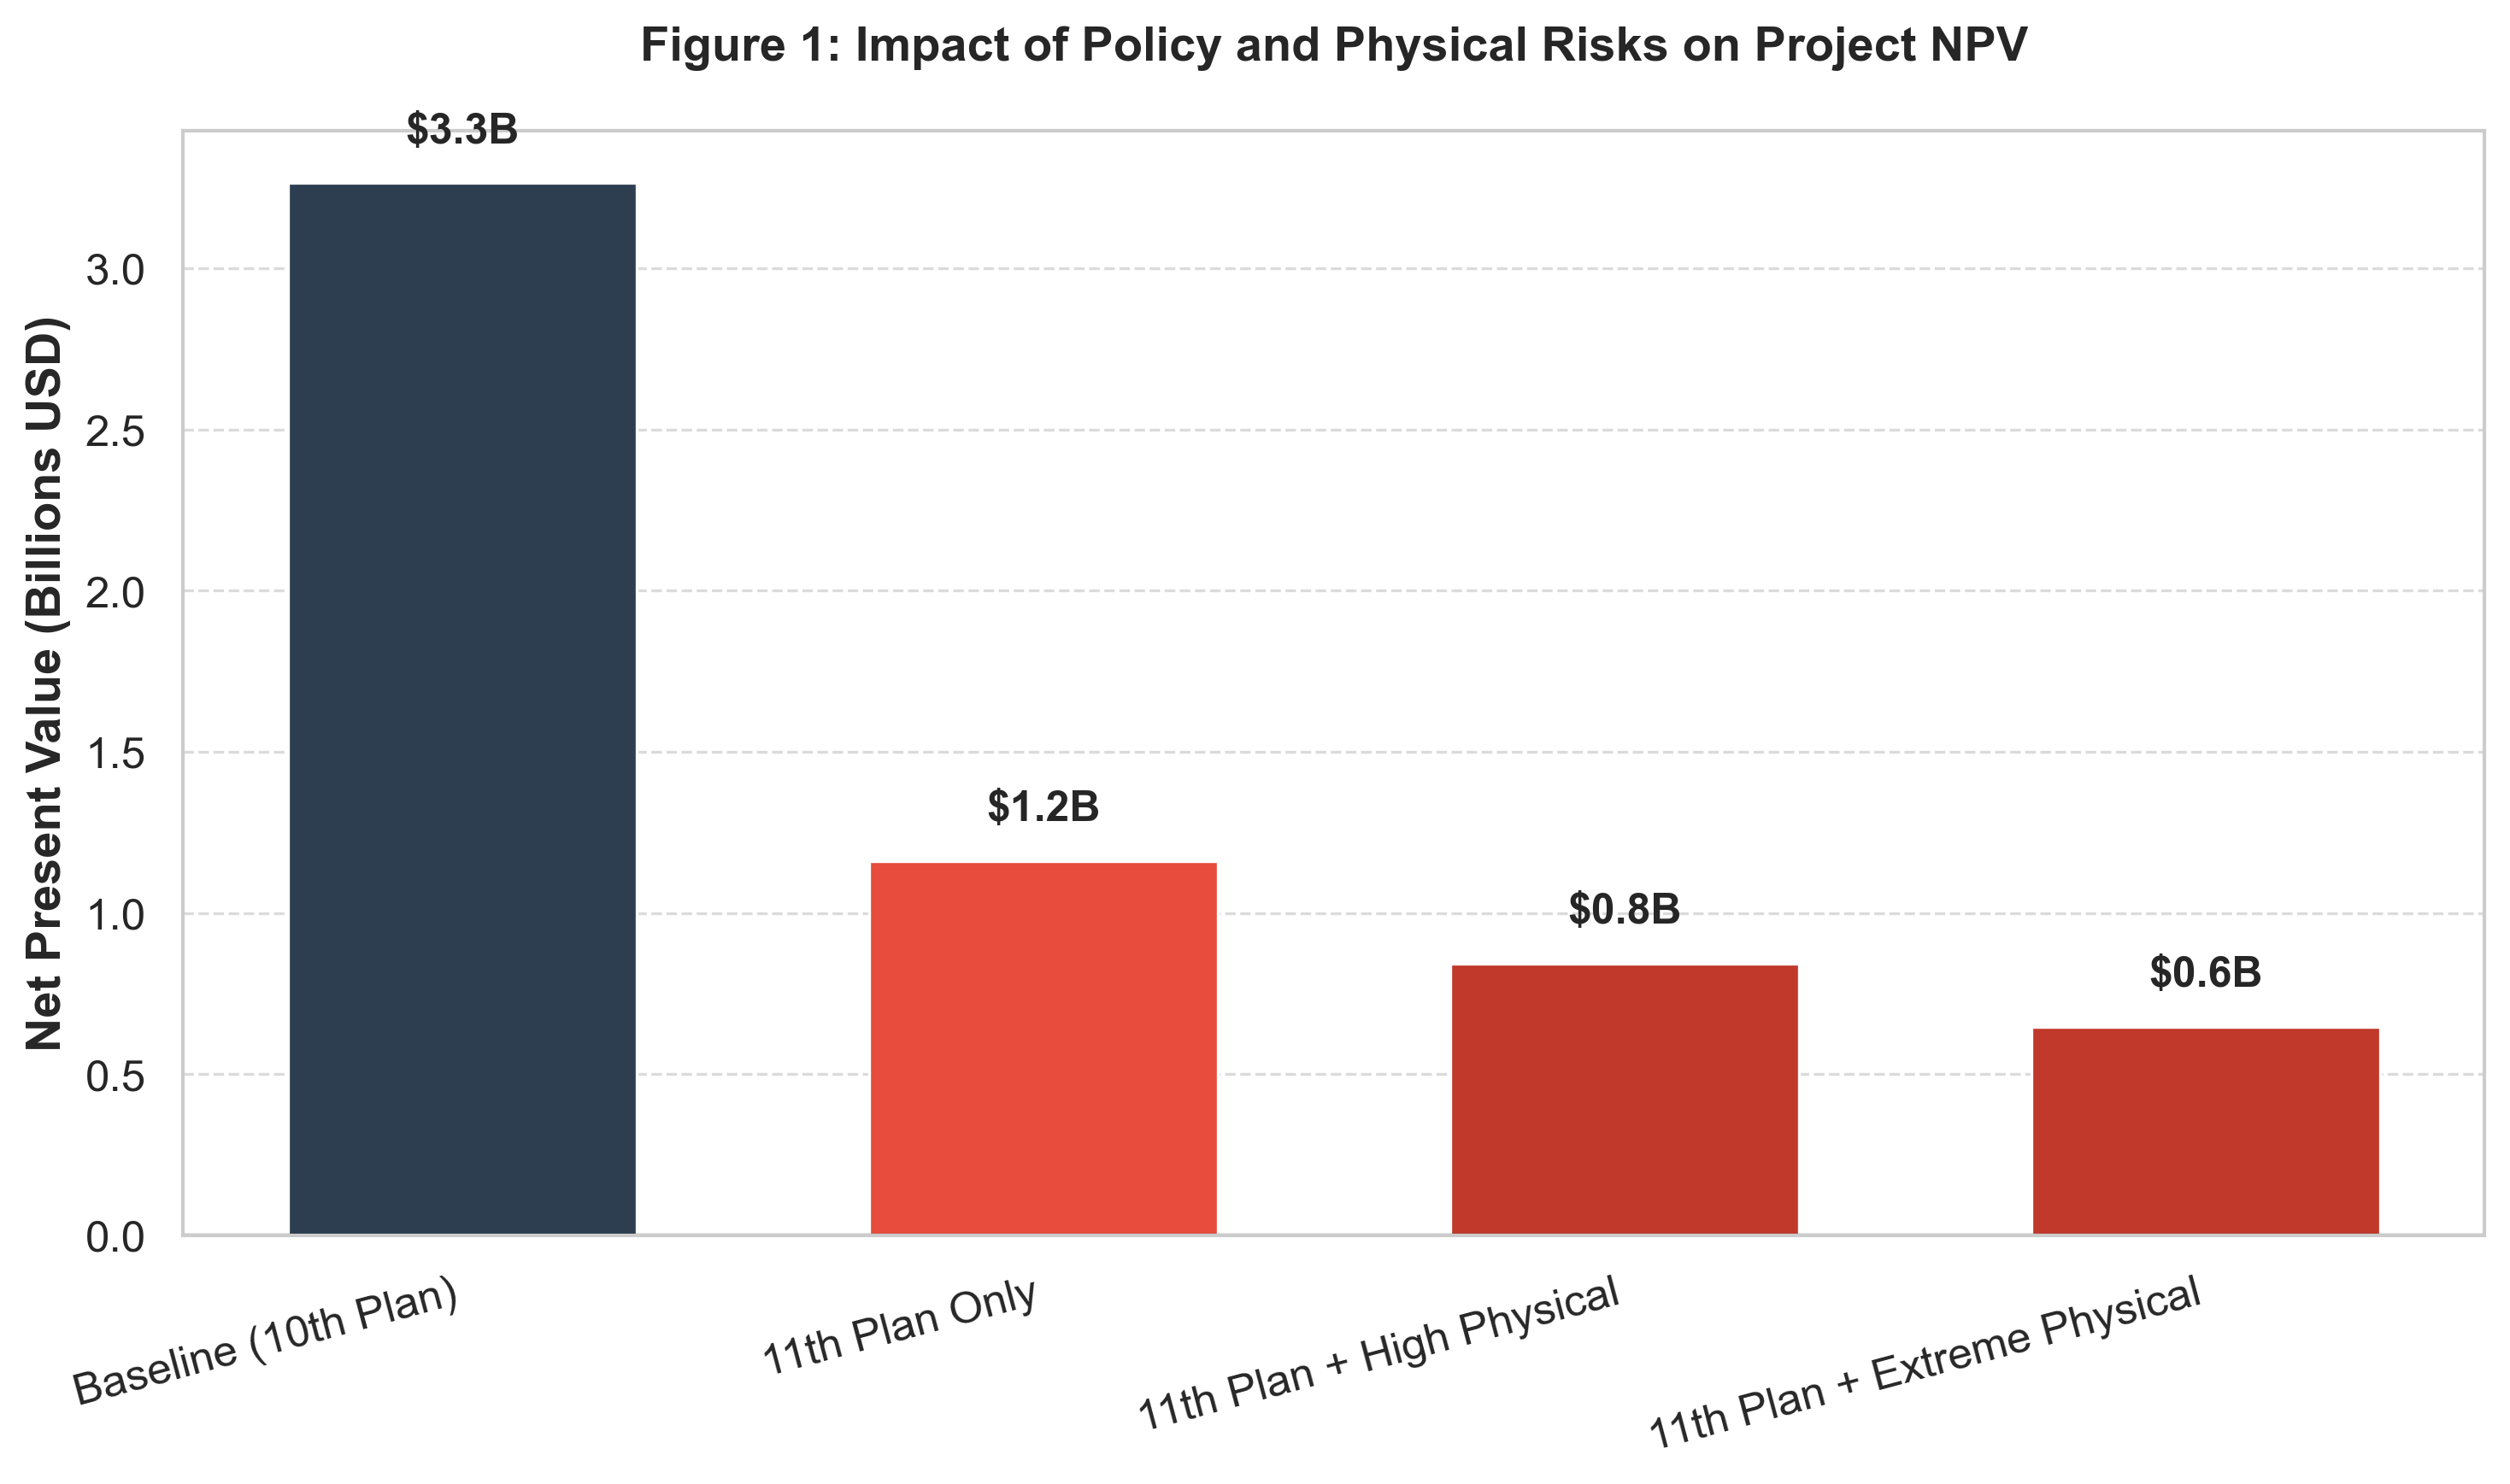 Figure 1: Impact of Policy and Physical Risks on Project NPV
Net Present Value (Billions USD)
3.0
2.5
2.0
1.5
1.0
0.5
0.0
$3.3B
$1.2B
$0.8B
$0.6B
Baseline (10th Plan)
11th Plan Only
11th Plan + High Physical
11th Plan + Extreme Physical